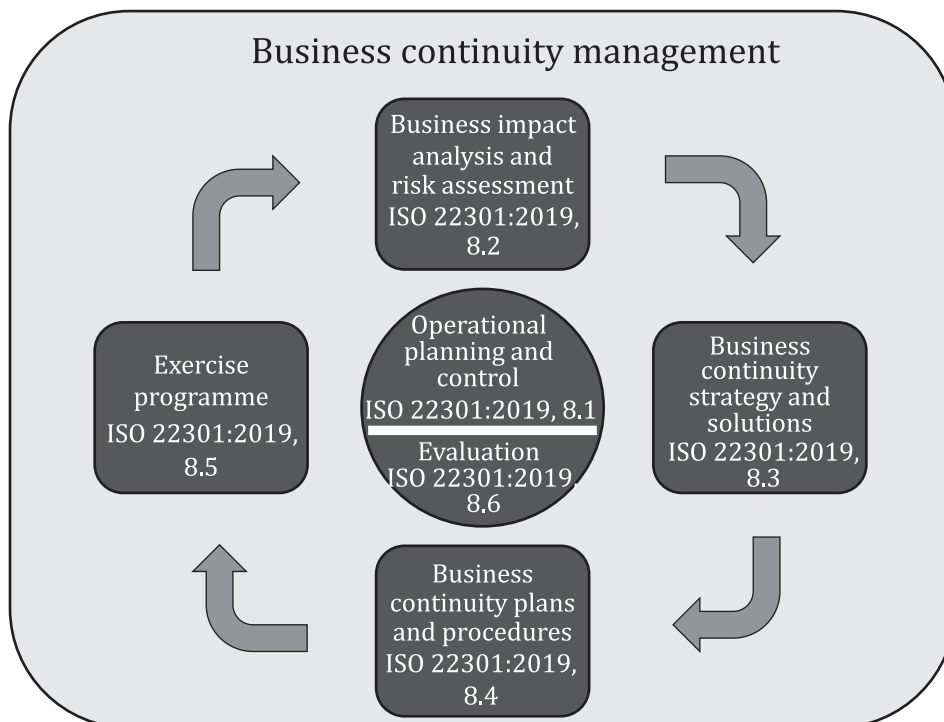 Business continuity management
Business impact
analysis and
risk assessment
ISO 22301:2019,
8.2
Exercise
programme
ISO 22301:2019,
8.5
Operational
planning and
control
ISO 22301:2019, 8.1
Evaluation
ISO 22301:2019,
8.6
Business
continuity
strategy and
solutions
ISO 22301:2019,
8.3
Business
continuity plans
and procedures
ISO 22301:2019,
8.4